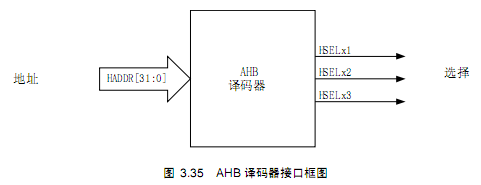 HSELx1
AHB
译码器
地址
HADDR[31:0]
HSELx2
选择
HSELx3
图 3.35 AHB 译码器接口框图